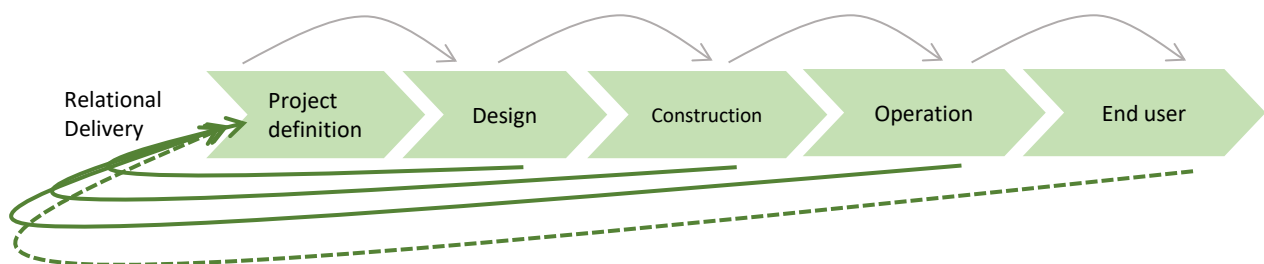 Relational
Delivery
Project
definition
Design
Construction
Operation
End user